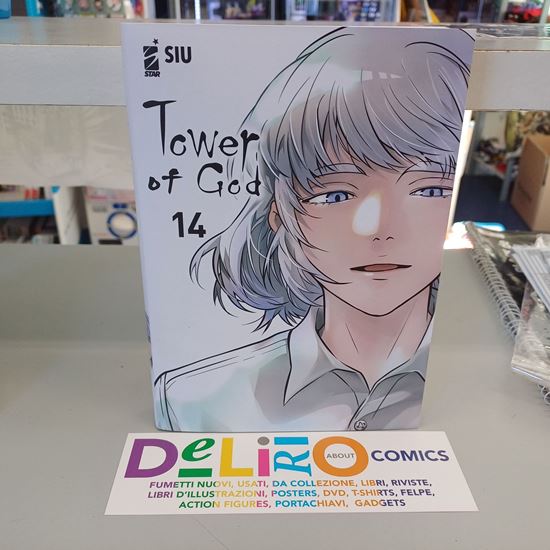 STAR
SIU
Tower
of God
14
DeLiRiO
ABOUT
COMICS
FUMETTI NUOVI, USATI, DA COLLEZIONE, LIBRI, RIVISTE,
LIBRI D'ILLUSTRAZIONI, POSTERS, DVD, T-SHIRTS, FELPE,
ACTION FIGURES, PORTACHIAVI, GADGETS